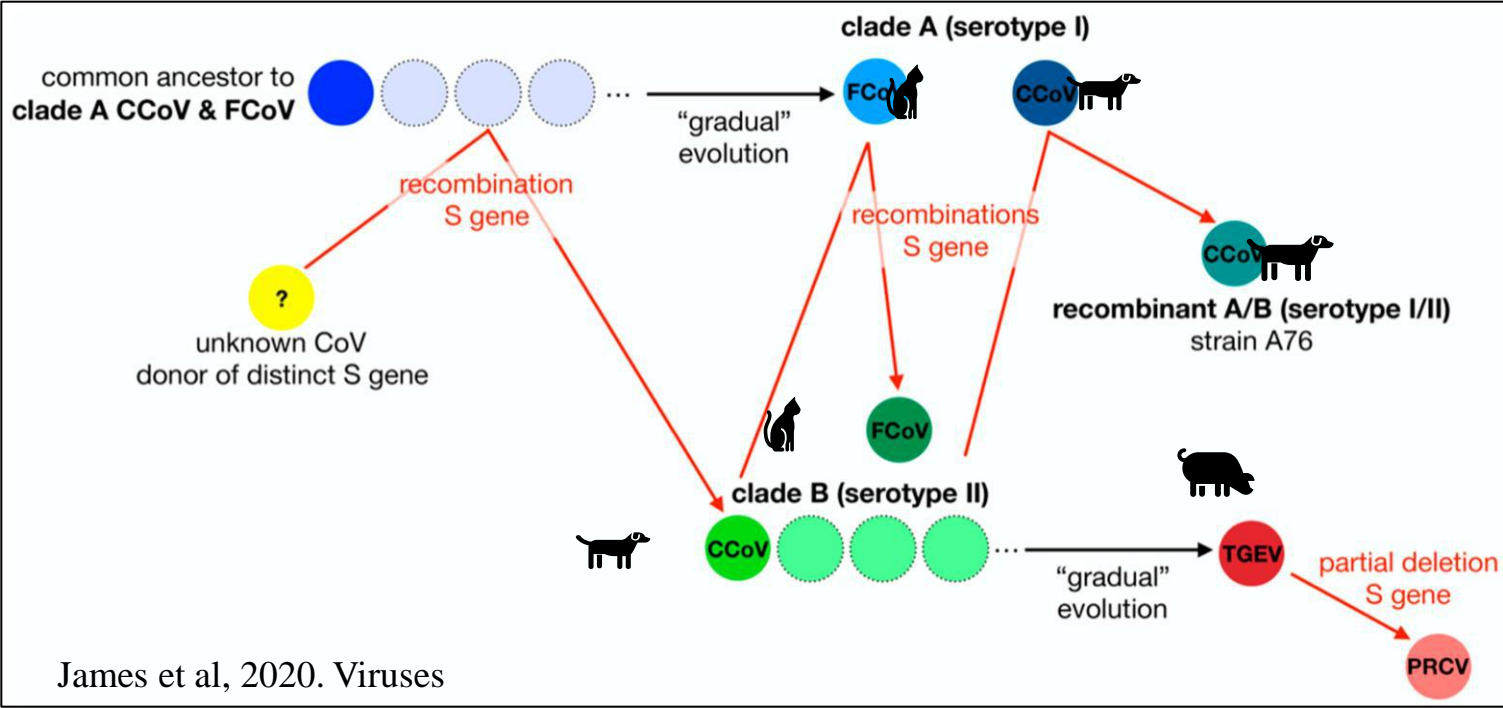 clade A (serotype I)
common ancestor to
clade A CCoV & FCoV
...
"gradual"
evolution
FCoV
CCoV
recombination
S gene
recombinations
S gene
?
unknown CoV
donor of distinct S gene
CCoV
recombinant A/B (serotype I/II)
strain A76
FCoV
clade B (serotype II)
CCoV
...
"gradual"
evolution
TGEV
partial deletion
S gene
PRCV
James et al, 2020. Viruses